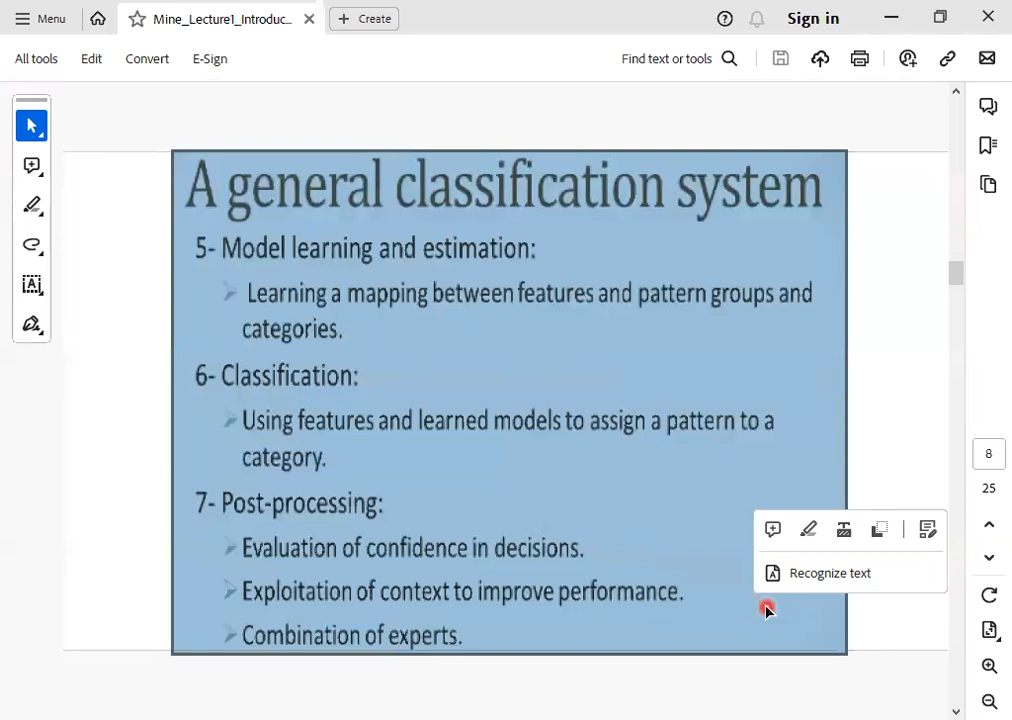 Menu
Mine_Lecture1_Introduc...
Create
Sign in
All tools
Edit
Convert
E-Sign
Find text or tools
A general classification system
5- Model learning and estimation:
Learning a mapping between features and pattern groups and
categories.
6- Classification:
Using features and learned models to assign a pattern to a
category.
7- Post-processing:
Evaluation of confidence in decisions.
Exploitation of context to improve performance.
Combination of experts.
Recognize text
8
25